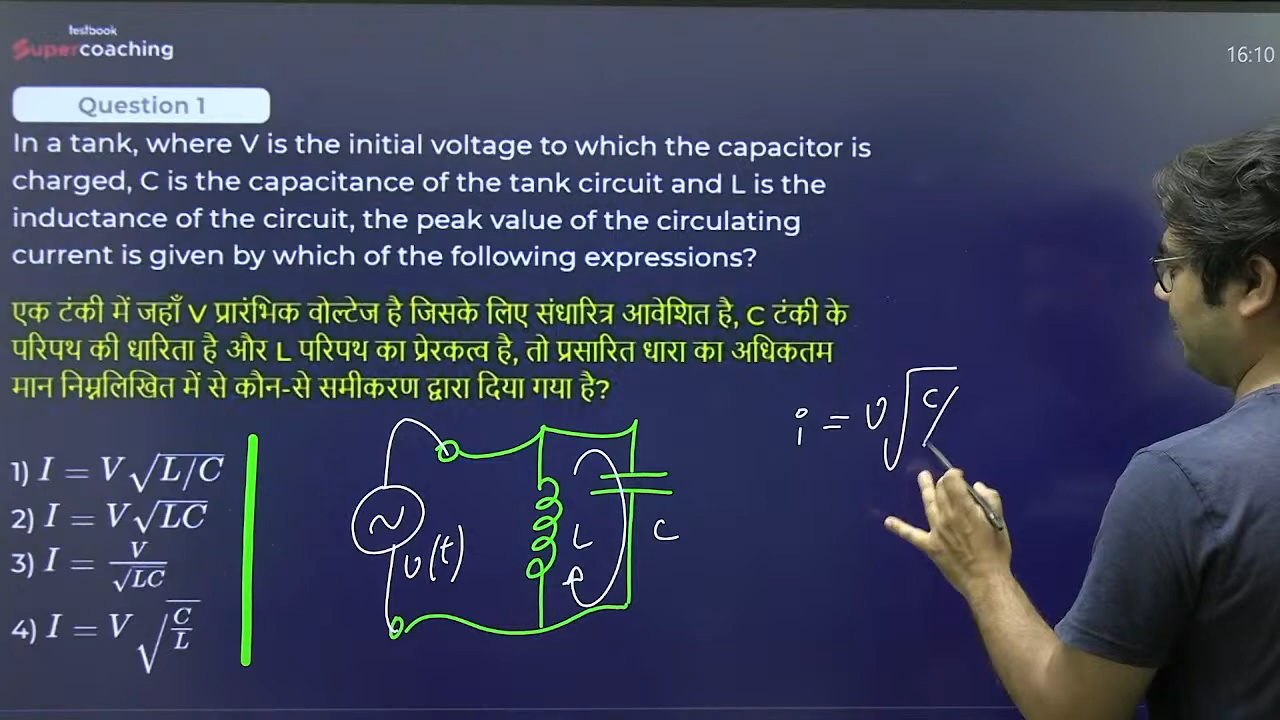 testbook
Supercoaching
16:10
Question 1
In a tank, where V is the initial voltage to which the capacitor is
charged, C is the capacitance of the tank circuit and L is the
inductance of the circuit, the peak value of the circulating
current is given by which of the following expressions?
एक टंकी में जहाँ V प्रारंभिक वोल्टेज है जिसके लिए संधारित्र आवेशित है, C टंकी के
परिपथ की धारिता है और L परिपथ का प्रेरकत्व है, तो प्रसारित धारा का अधिकतम
मान निम्नलिखित में से कौन-से समीकरण द्वारा दिया गया है?
1) I = V√(L/C)
2) I = V√(LC)
3) I = V/√(LC)
4) I = V√(C/L)
υ(t)
L
C
i = υ√(C/